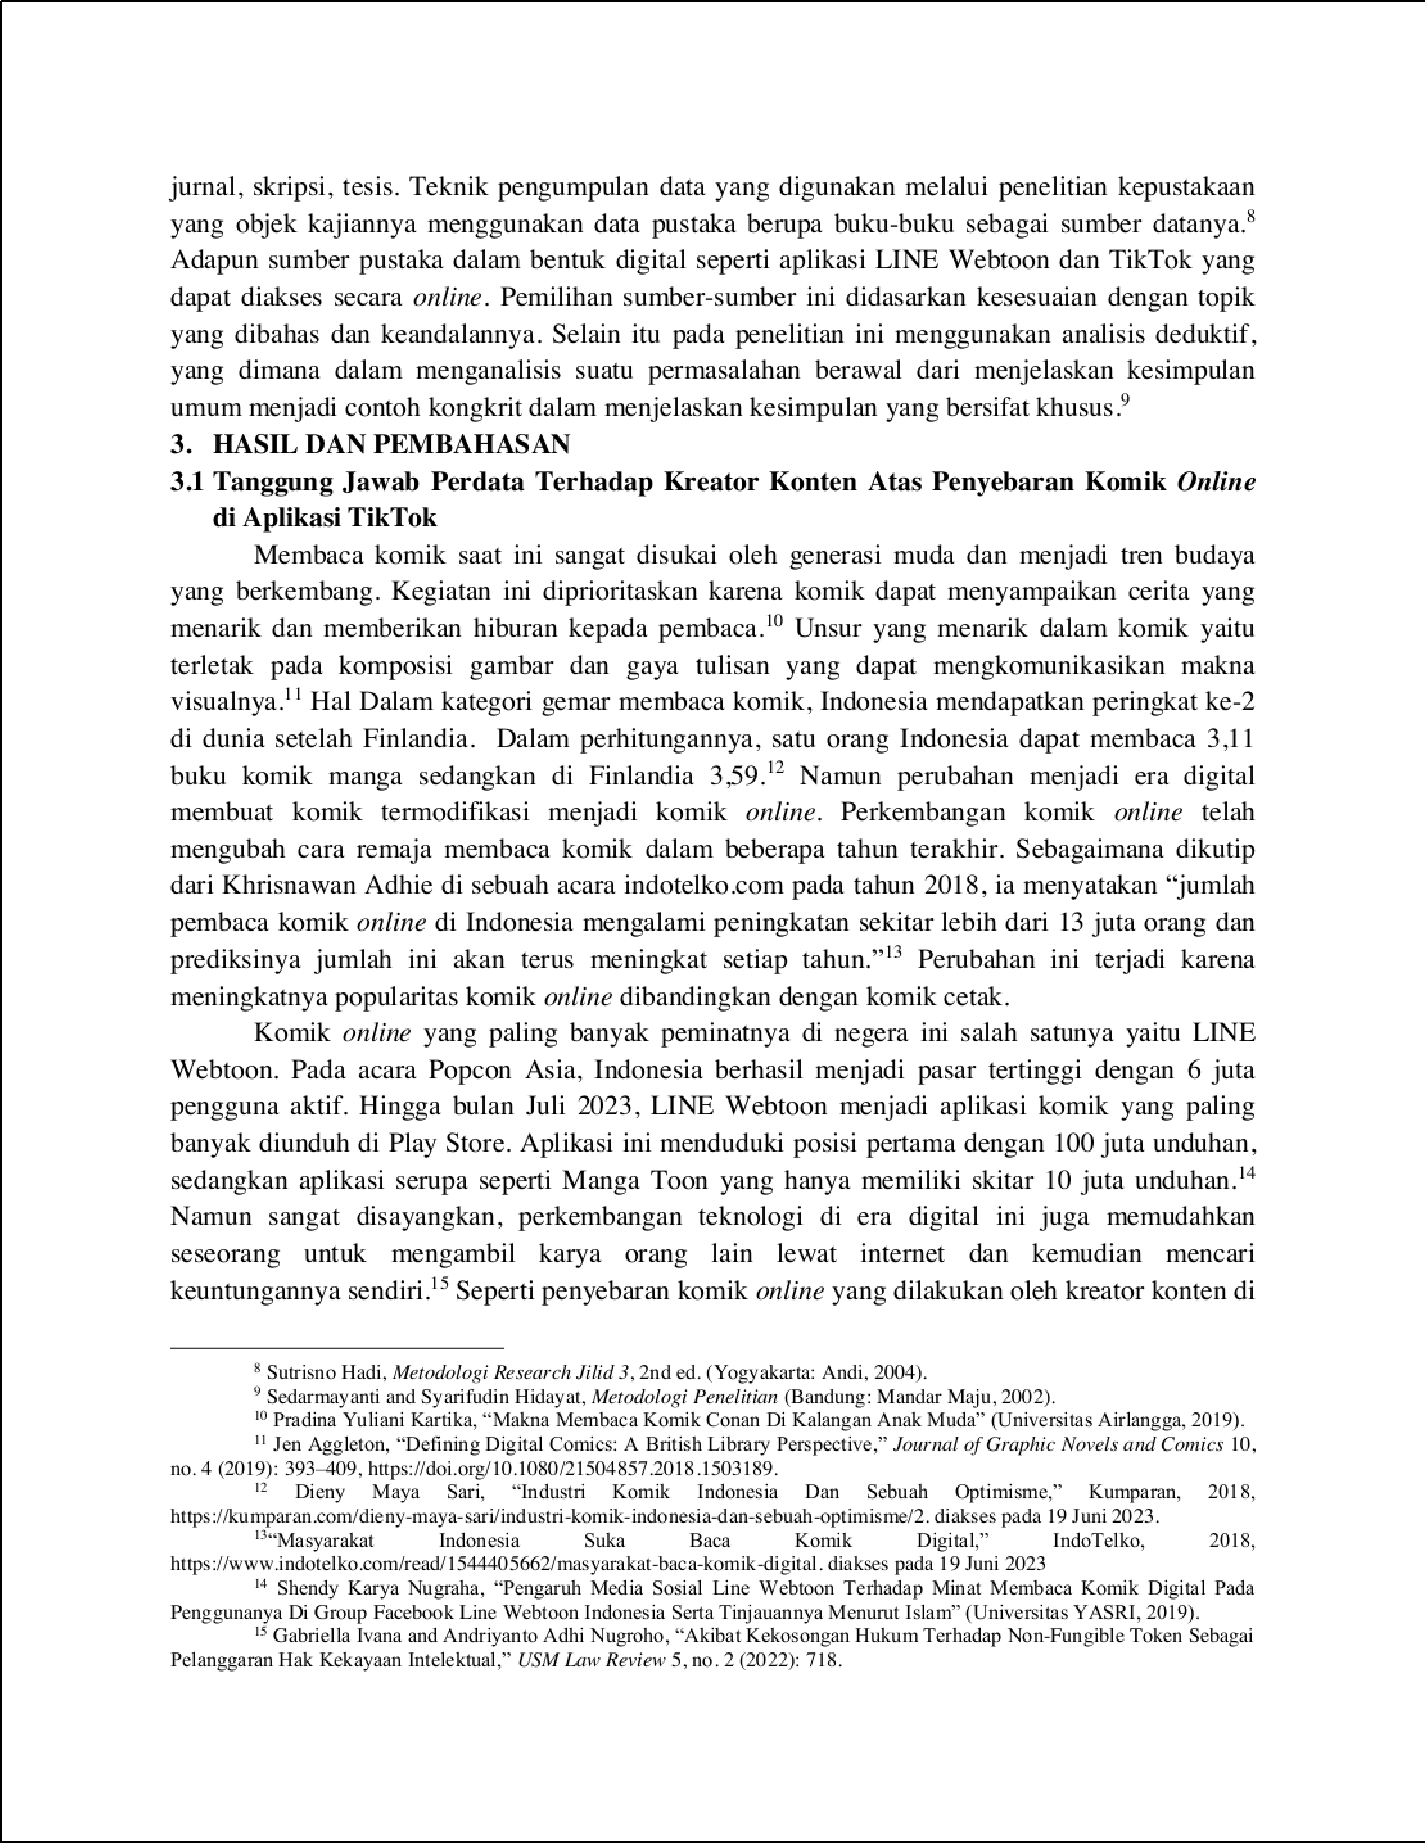 jurnal, skripsi, tesis. Teknik pengumpulan data yang digunakan melalui penelitian kepustakaan
yang objek kajiannya menggunakan data pustaka berupa buku-buku sebagai sumber datanya.8
Adapun sumber pustaka dalam bentuk digital seperti aplikasi LINE Webtoon dan TikTok yang
dapat diakses secara online. Pemilihan sumber-sumber ini didasarkan kesesuaian dengan topik
yang dibahas dan keandalannya. Selain itu pada penelitian ini menggunakan analisis deduktif,
yang dimana dalam menganalisis suatu permasalahan berawal dari menjelaskan kesimpulan
umum menjadi contoh kongkrit dalam menjelaskan kesimpulan yang bersifat khusus.9
3. HASIL DAN PEMBAHASAN
3.1 Tanggung Jawab Perdata Terhadap Kreator Konten Atas Penyebaran Komik Online
di Aplikasi TikTok
Membaca komik saat ini sangat disukai oleh generasi muda dan menjadi tren budaya
yang berkembang. Kegiatan ini diprioritaskan karena komik dapat menyampaikan cerita yang
menarik dan memberikan hiburan kepada pembaca.10 Unsur yang menarik dalam komik yaitu
terletak pada komposisi gambar dan gaya tulisan yang dapat mengkomunikasikan makna
visualnya.11 Hal Dalam kategori gemar membaca komik, Indonesia mendapatkan peringkat ke-2
di dunia setelah Finlandia. Dalam perhitungannya, satu orang Indonesia dapat membaca 3,11
buku komik manga sedangkan di Finlandia 3,59.12 Namun perubahan menjadi era digital
membuat komik termodifikasi menjadi komik online. Perkembangan komik online telah
mengubah cara remaja membaca komik dalam beberapa tahun terakhir. Sebagaimana dikutip
dari Khrisnawan Adhie di sebuah acara indotelko.com pada tahun 2018, ia menyatakan “jumlah
pembaca komik online di Indonesia mengalami peningkatan sekitar lebih dari 13 juta orang dan
prediksinya jumlah ini akan terus meningkat setiap tahun.”13 Perubahan ini terjadi karena
meningkatnya popularitas komik online dibandingkan dengan komik cetak.
Komik online yang paling banyak peminatnya di negera ini salah satunya yaitu LINE
Webtoon. Pada acara Popcon Asia, Indonesia berhasil menjadi pasar tertinggi dengan 6 juta
pengguna aktif. Hingga bulan Juli 2023, LINE Webtoon menjadi aplikasi komik yang paling
banyak diunduh di Play Store. Aplikasi ini menduduki posisi pertama dengan 100 juta unduhan,
sedangkan aplikasi serupa seperti Manga Toon yang hanya memiliki skitar 10 juta unduhan.14
Namun sangat disayangkan, perkembangan teknologi di era digital ini juga memudahkan
seseorang untuk mengambil karya orang lain lewat internet dan kemudian mencari
keuntungannya sendiri.15 Seperti penyebaran komik online yang dilakukan oleh kreator konten di
8 Sutrisno Hadi, Metodologi Research Jilid 3, 2nd ed. (Yogyakarta: Andi, 2004).
9 Sedarmayanti and Syarifudin Hidayat, Metodologi Penelitian (Bandung: Mandar Maju, 2002).
10 Pradina Yuliani Kartika, “Makna Membaca Komik Conan Di Kalangan Anak Muda” (Universitas Airlangga, 2019).
11 Jen Aggleton, “Defining Digital Comics: A British Library Perspective,” Journal of Graphic Novels and Comics 10,
no. 4 (2019): 393–409, https://doi.org/10.1080/21504857.2018.1503189.
12 Dieny Maya Sari, “Industri Komik Indonesia Dan Sebuah Optimisme,” Kumparan, 2018,
https://kumparan.com/dieny-maya-sari/industri-komik-indonesia-dan-sebuah-optimisme/2. diakses pada 19 Juni 2023.
13“Masyarakat Indonesia Suka Baca Komik Digital,” IndoTelko, 2018,
https://www.indotelko.com/read/1544405662/masyarakat-baca-komik-digital. diakses pada 19 Juni 2023
14 Shendy Karya Nugraha, “Pengaruh Media Sosial Line Webtoon Terhadap Minat Membaca Komik Digital Pada
Penggunanya Di Group Facebook Line Webtoon Indonesia Serta Tinjauannya Menurut Islam” (Universitas YASRI, 2019).
15 Gabriella Ivana and Andriyanto Adhi Nugroho, “Akibat Kekosongan Hukum Terhadap Non-Fungible Token Sebagai
Pelanggaran Hak Kekayaan Intelektual,” USM Law Review 5, no. 2 (2022): 718.